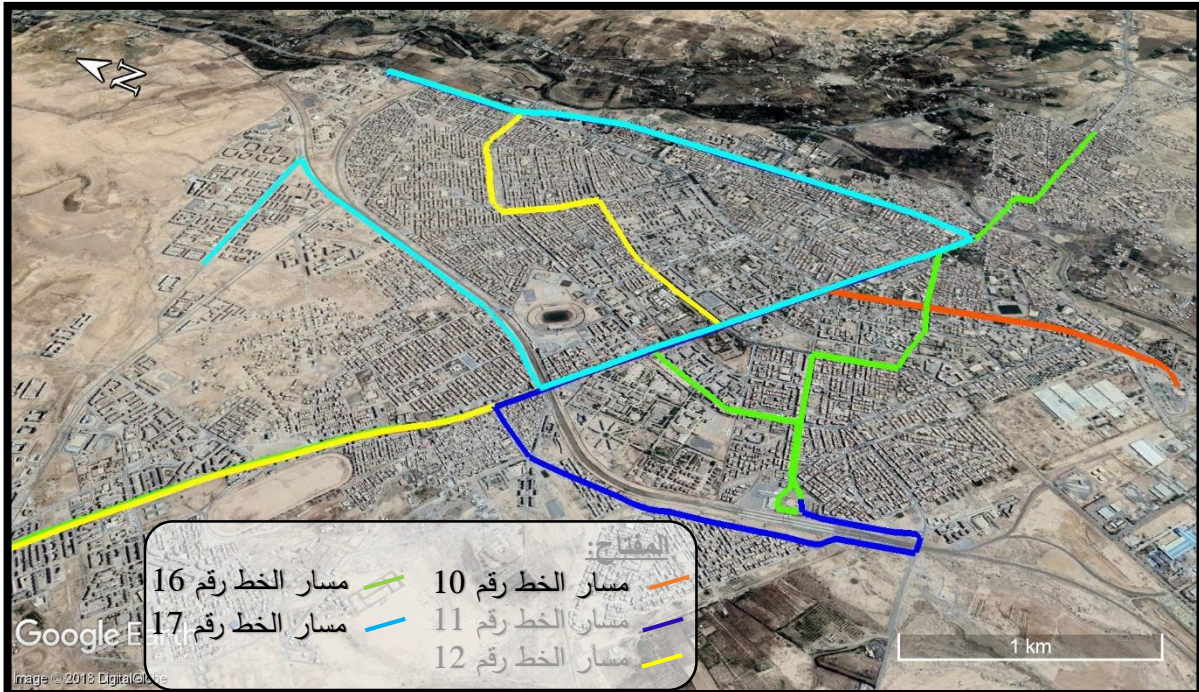 N
المفتاح:
مسار الخط رقم 10
مسار الخط رقم 11
مسار الخط رقم 12
مسار الخط رقم 16
مسار الخط رقم 17
1 km
Google Earth
Image © 2018 DigitalGlobe